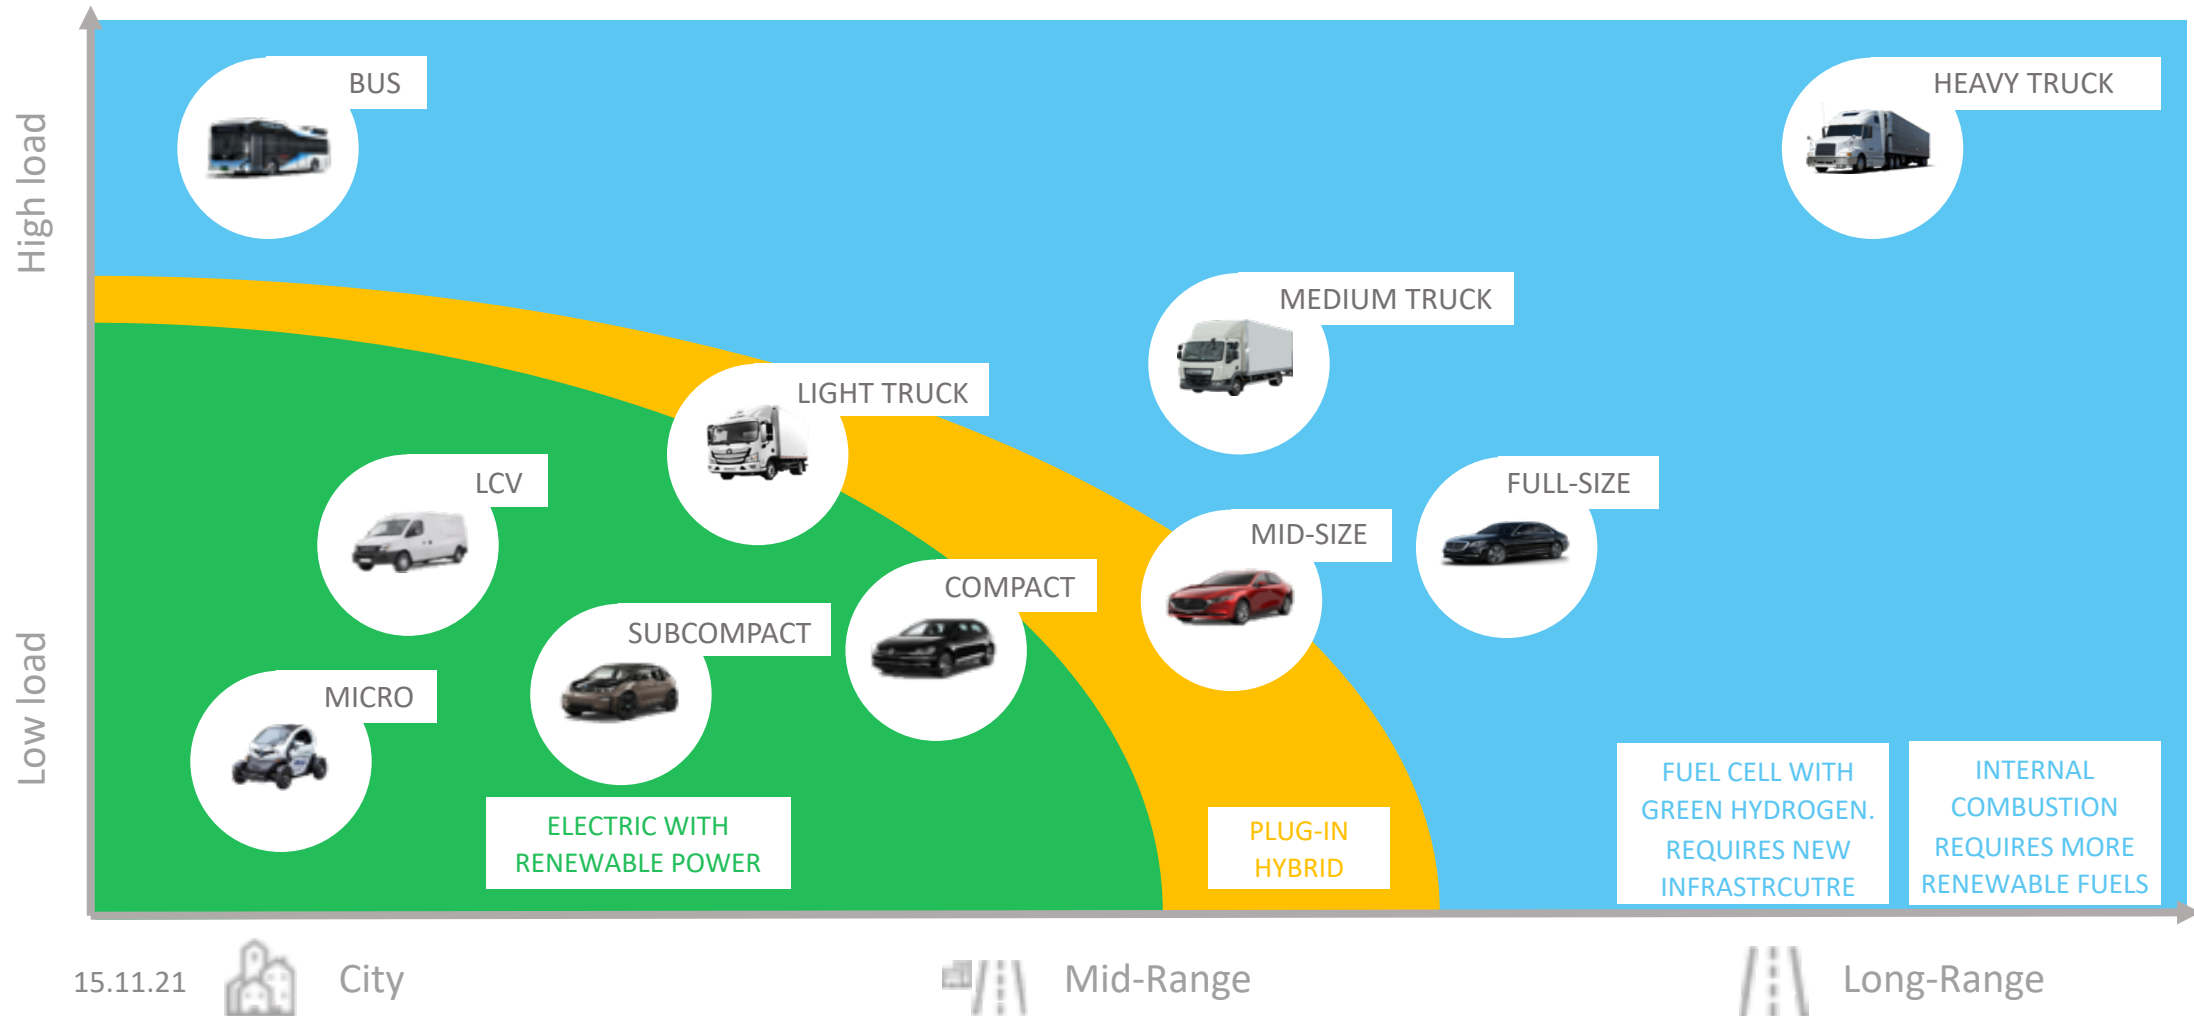 BUS
HEAVY TRUCK
High load
MEDIUM TRUCK
LIGHT TRUCK
LCV
FULL-SIZE
MID-SIZE
COMPACT
SUBCOMPACT
Low load
MICRO
ELECTRIC WITH
RENEWABLE POWER
PLUG-IN
HYBRID
FUEL CELL WITH
GREEN HYDROGEN.
REQUIRES NEW
INFRASTRCUTRE
INTERNAL
COMBUSTION
REQUIRES MORE
RENEWABLE FUELS
15.11.21
City
Mid-Range
Long-Range